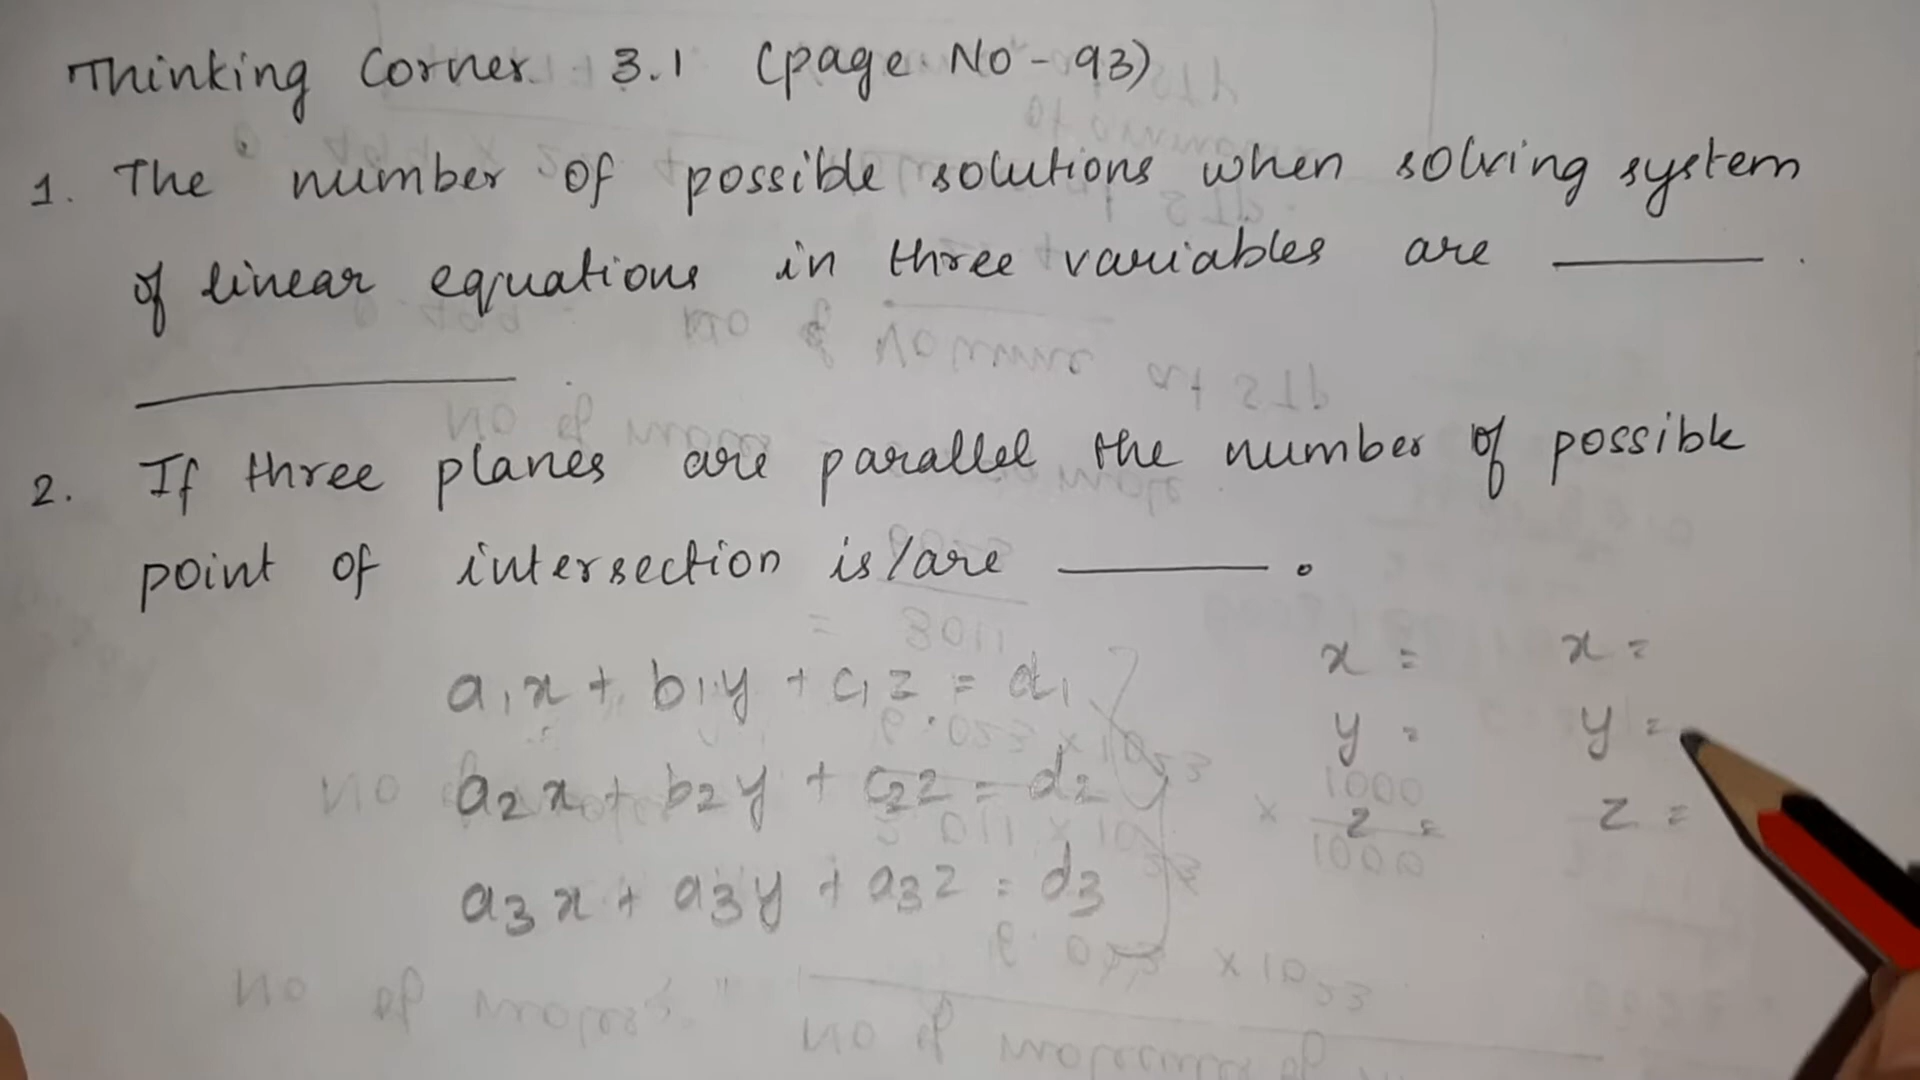 Thinking Corner 3.1 (page No - 93)
1. The number of possible solutions when solving system
of linear equations in three variables are ______ .
______ .
2. If three planes are parallel the number of possible
point of intersection is/are ______ .
a₁x + b₁y + c₁z = d₁
x = x =
y = y =
a₂x + b₂y + c₂z = d₂
z = z =
a₃x + a₃y + a₃z = d₃